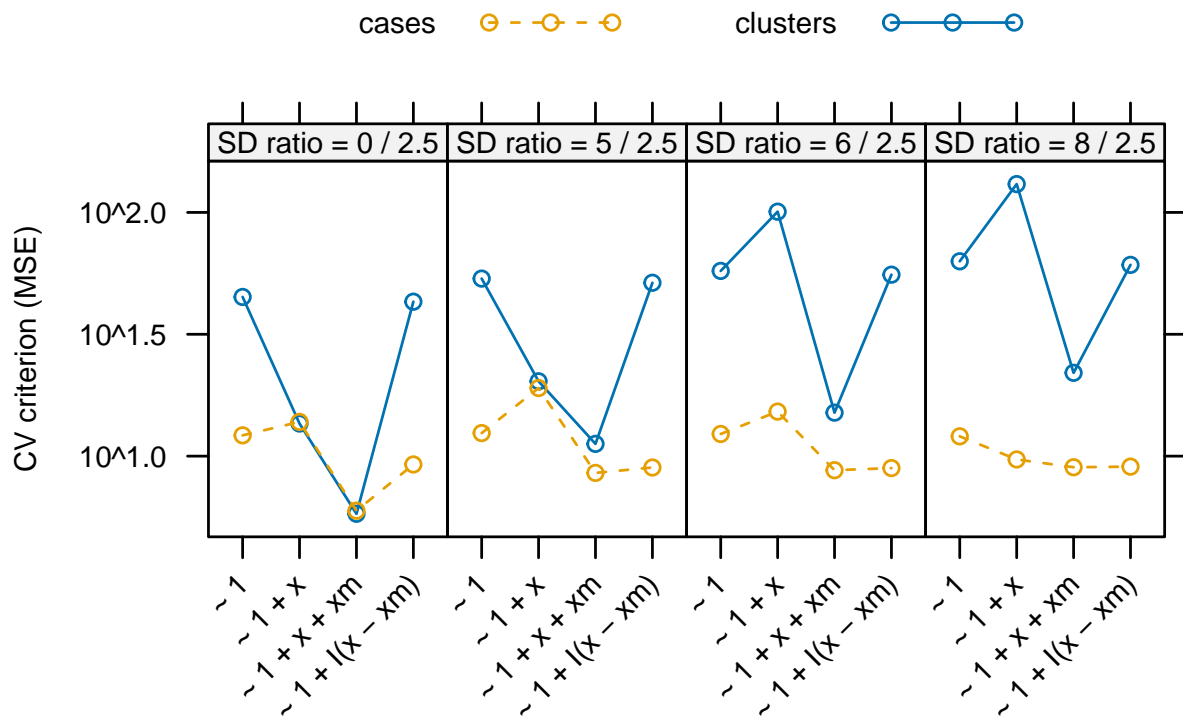 cases
clusters
SD ratio = 0 / 2.5
SD ratio = 5 / 2.5
SD ratio = 6 / 2.5
SD ratio = 8 / 2.5
CV criterion (MSE)
10^2.0
10^1.5
10^1.0
~ 1
~ 1 + x
~ 1 + x + xm
~ 1 + I(x − xm)
~ 1
~ 1 + x
~ 1 + x + xm
~ 1 + I(x − xm)
~ 1
~ 1 + x
~ 1 + x + xm
~ 1 + I(x − xm)
~ 1
~ 1 + x
~ 1 + x + xm
~ 1 + I(x − xm)